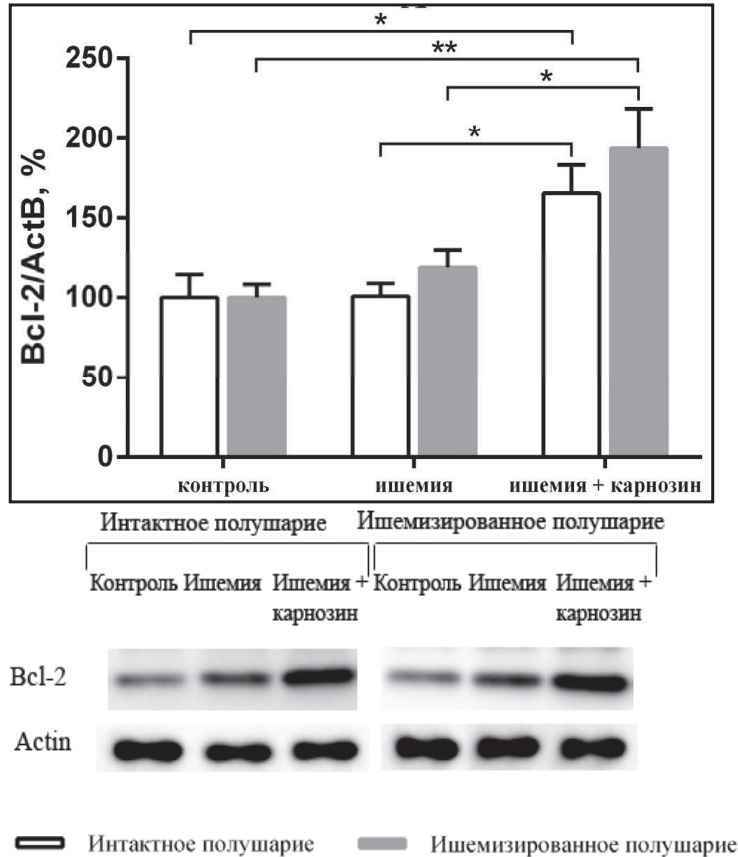 *
**
*
*
Bcl-2/ActB, %
250
200
150
100
50
0
контроль ишемия ишемия + карнозин
Интактное полушарие Ишемизированное полушарие
Контроль Ишемия Ишемия + карнозин Контроль Ишемия Ишемия + карнозин
Bcl-2
Actin
Интактное полушарие Ишемизированное полушарие